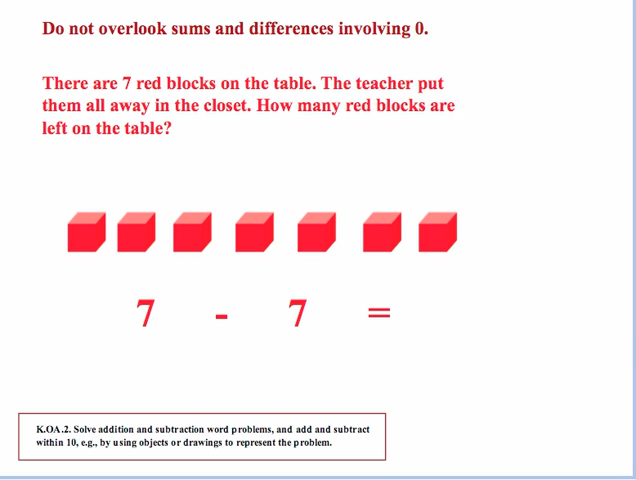 Do not overlook sums and differences involving 0.
There are 7 red blocks on the table. The teacher put
them all away in the closet. How many red blocks are
left on the table?
7 - 7 =
K.OA.2. Solve addition and subtraction word problems, and add and subtract
within 10, e.g., by using objects or drawings to represent the problem.